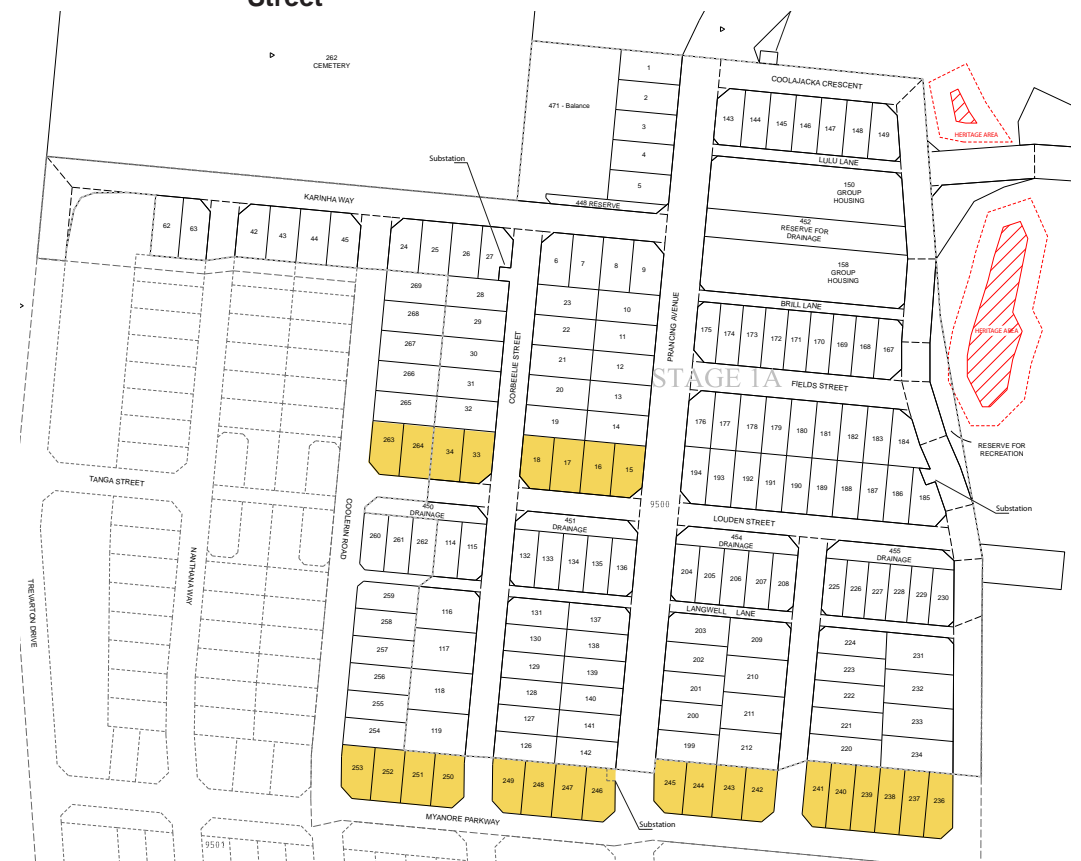 Street
262
CEMETERY
471 - Balance
1
2
3
4
5
COOLAJACKA CRESCENT
143 144 145 146 147 148 149
HERITAGE AREA
LULU LANE
Substation
KARINHA WAY
448 RESERVE
150
GROUP
HOUSING
452
RESERVE FOR
DRAINAGE
158
GROUP
HOUSING
62 63
42 43 44 45
24 25 26 27
6 7 8 9
269 28
268 29
267 30
266 31
265 32
263 264 34 33
CORBEELIE STREET
23 10
22 11
21 12
20 13
19 14
18 17 16 15
PRANCING AVENUE
BRILL LANE
175 174 173 172 171 170 169 168 167
HERITAGE AREA
STAGE 1A
FIELDS STREET
176 177 178 179 180 181 182 183 184
RESERVE FOR
RECREATION
194 193 192 191 190 189 188 187 186 185
Substation
TANGA STREET
COOLERIN ROAD
NANTHANA WAY
TREVARTON DRIVE
9500
LOUDEN STREET
450
DRAINAGE
451
DRAINAGE
454
DRAINAGE
455
DRAINAGE
260 261 262 114 115
132 133 134 135 136
204 205 206 207 208
225 226 227 228 229 230
LANGWELL LANE
259 116
258
257 117
256
255 118
254 119
131 137
130 138
129 139
128 140
127 141
126 142
203 209
202
201 210
200 211
199 212
224 231
223
222 232
221 233
220 234
253 252 251 250
249 248 247 246
245 244 243 242
241 240 239 238 237 236
MYANORE PARKWAY
Substation
9501